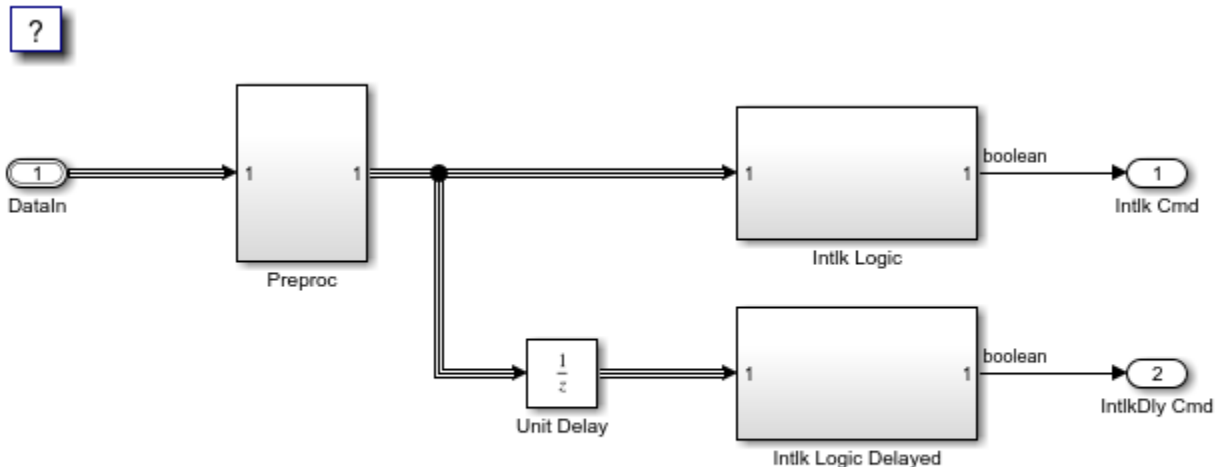 ?
1
DataIn
1 1
Preproc
1 1
boolean
Intlk Logic
1
Intlk Cmd
1
z
Unit Delay
1 1
boolean
Intlk Logic Delayed
2
IntlkDly Cmd